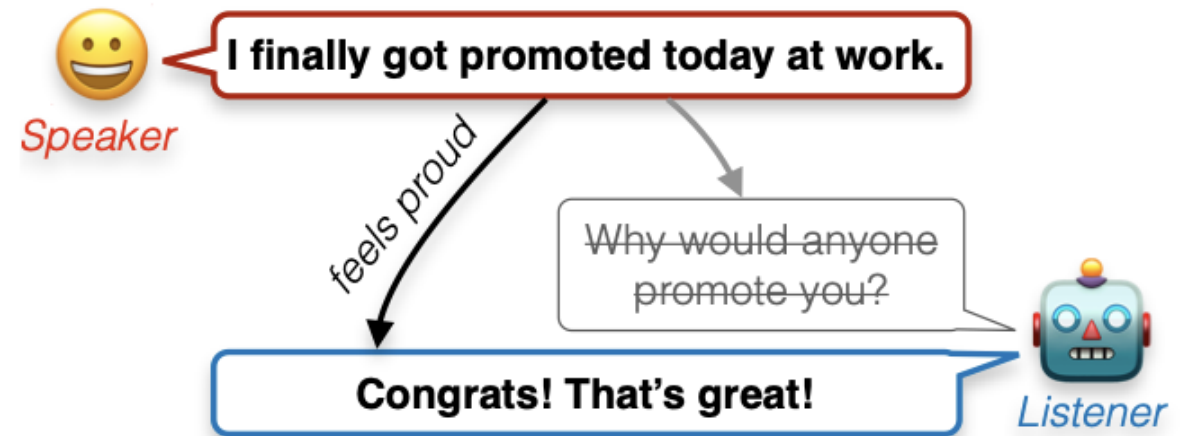 I finally got promoted today at work.
Speaker
feels proud
Why would anyone
promote you?
Congrats! That’s great!
Listener